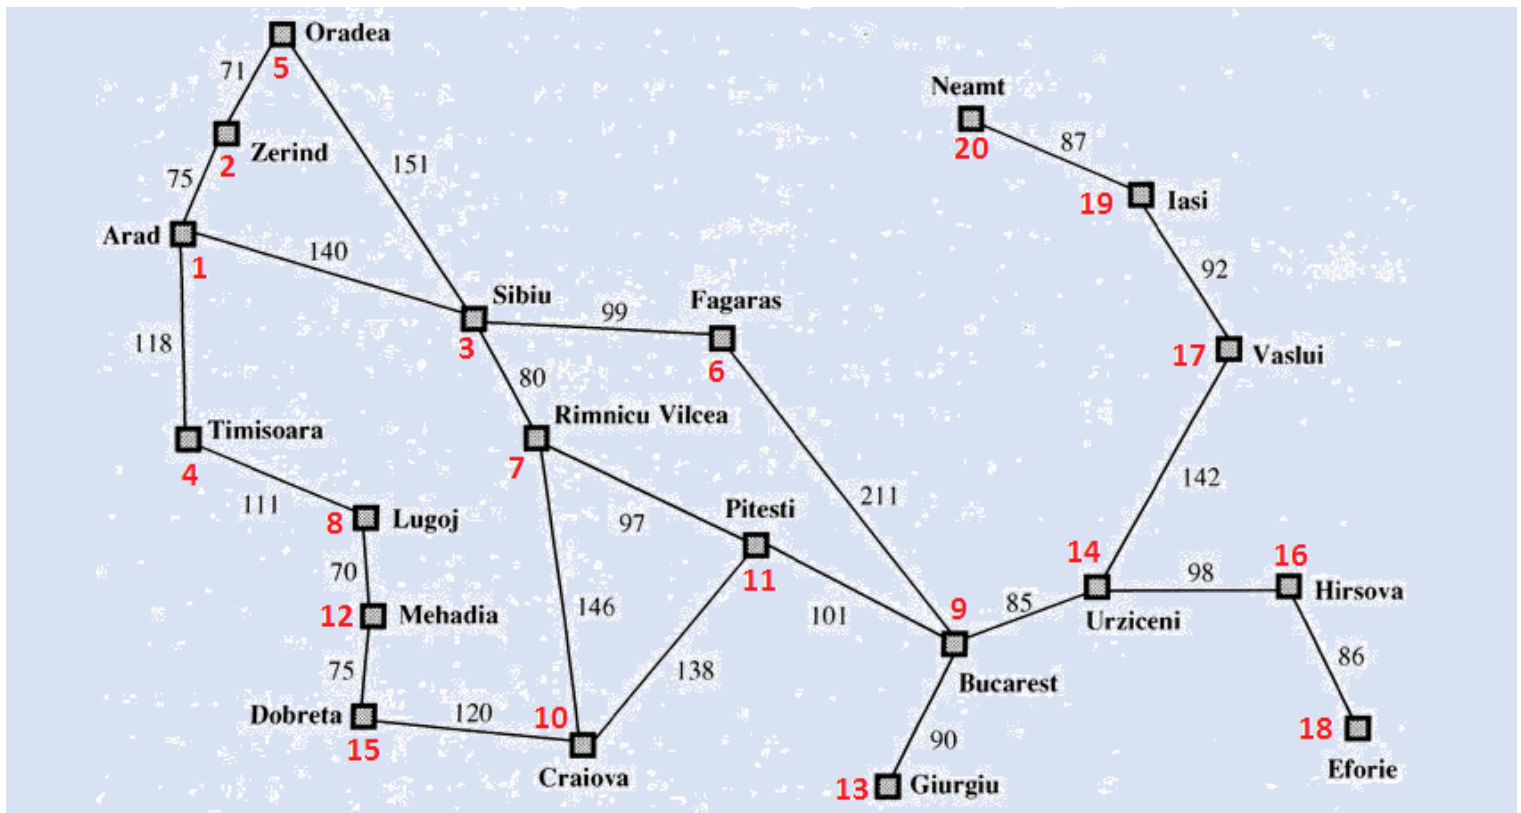 Oradea
71
5
Neamt
Zerind
87
2
151
20
75
19
Iasi
Arad
140
1
92
Sibiu
Fagaras
99
118
3
17
Vaslui
6
80
Rimnicu Vilcea
Timisoara
4
7
142
111
211
Pitesti
8
Lugoj
97
14
16
70
11
98
Hirsova
146
9
85
12
Mehadia
101
Urziceni
86
75
138
Bucarest
Dobreta
120
10
18
15
90
Eforie
Craiova
13
Giurgiu